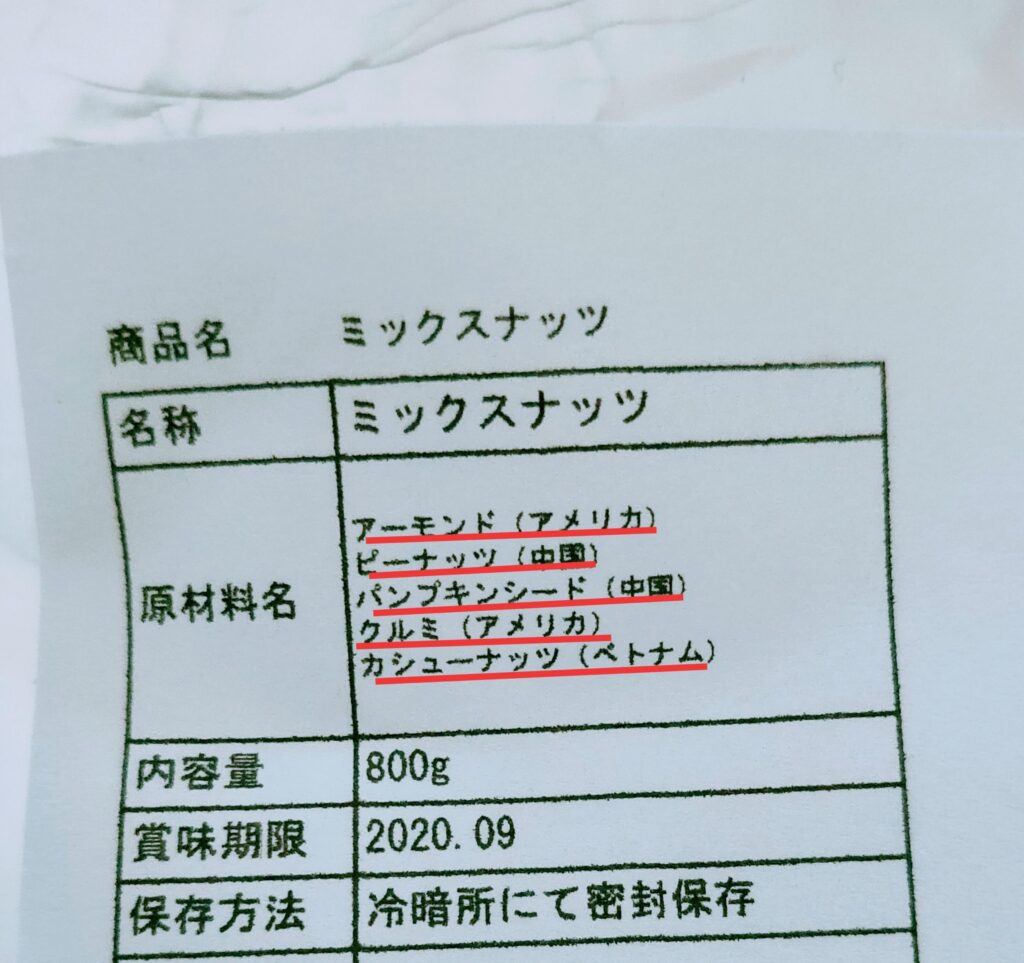 商品名 ミックスナッツ
名称 ミックスナッツ
原材料名
アーモンド（アメリカ）
ピーナッツ（中国）
パンプキンシード（中国）
クルミ（アメリカ）
カシューナッツ（ベトナム）
内容量 800g
賞味期限 2020.09
保存方法 冷暗所にて密封保存